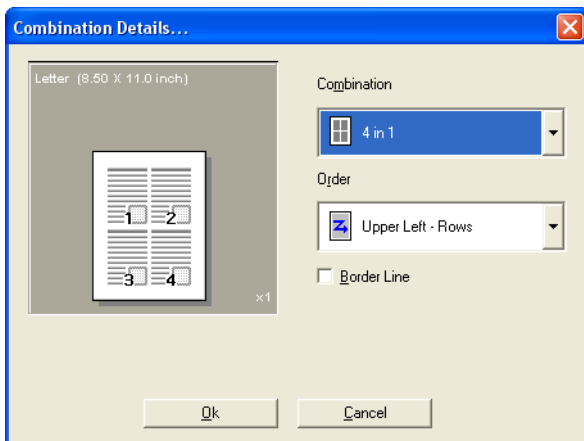 Combination Details...
Letter (8.50 X 11.0 inch)
1 2
3 4
x1
Combination
4 in 1
Order
Upper Left - Rows
Border Line
Ok Cancel